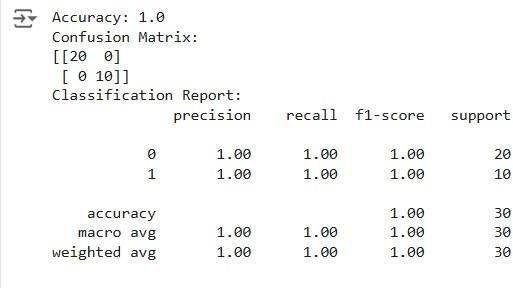 Accuracy: 1.0
Confusion Matrix:
[[20  0]
 [ 0 10]]
Classification Report:
              precision    recall  f1-score   support

           0       1.00      1.00      1.00        20
           1       1.00      1.00      1.00        10

    accuracy                           1.00        30
   macro avg       1.00      1.00      1.00        30
weighted avg       1.00      1.00      1.00        30